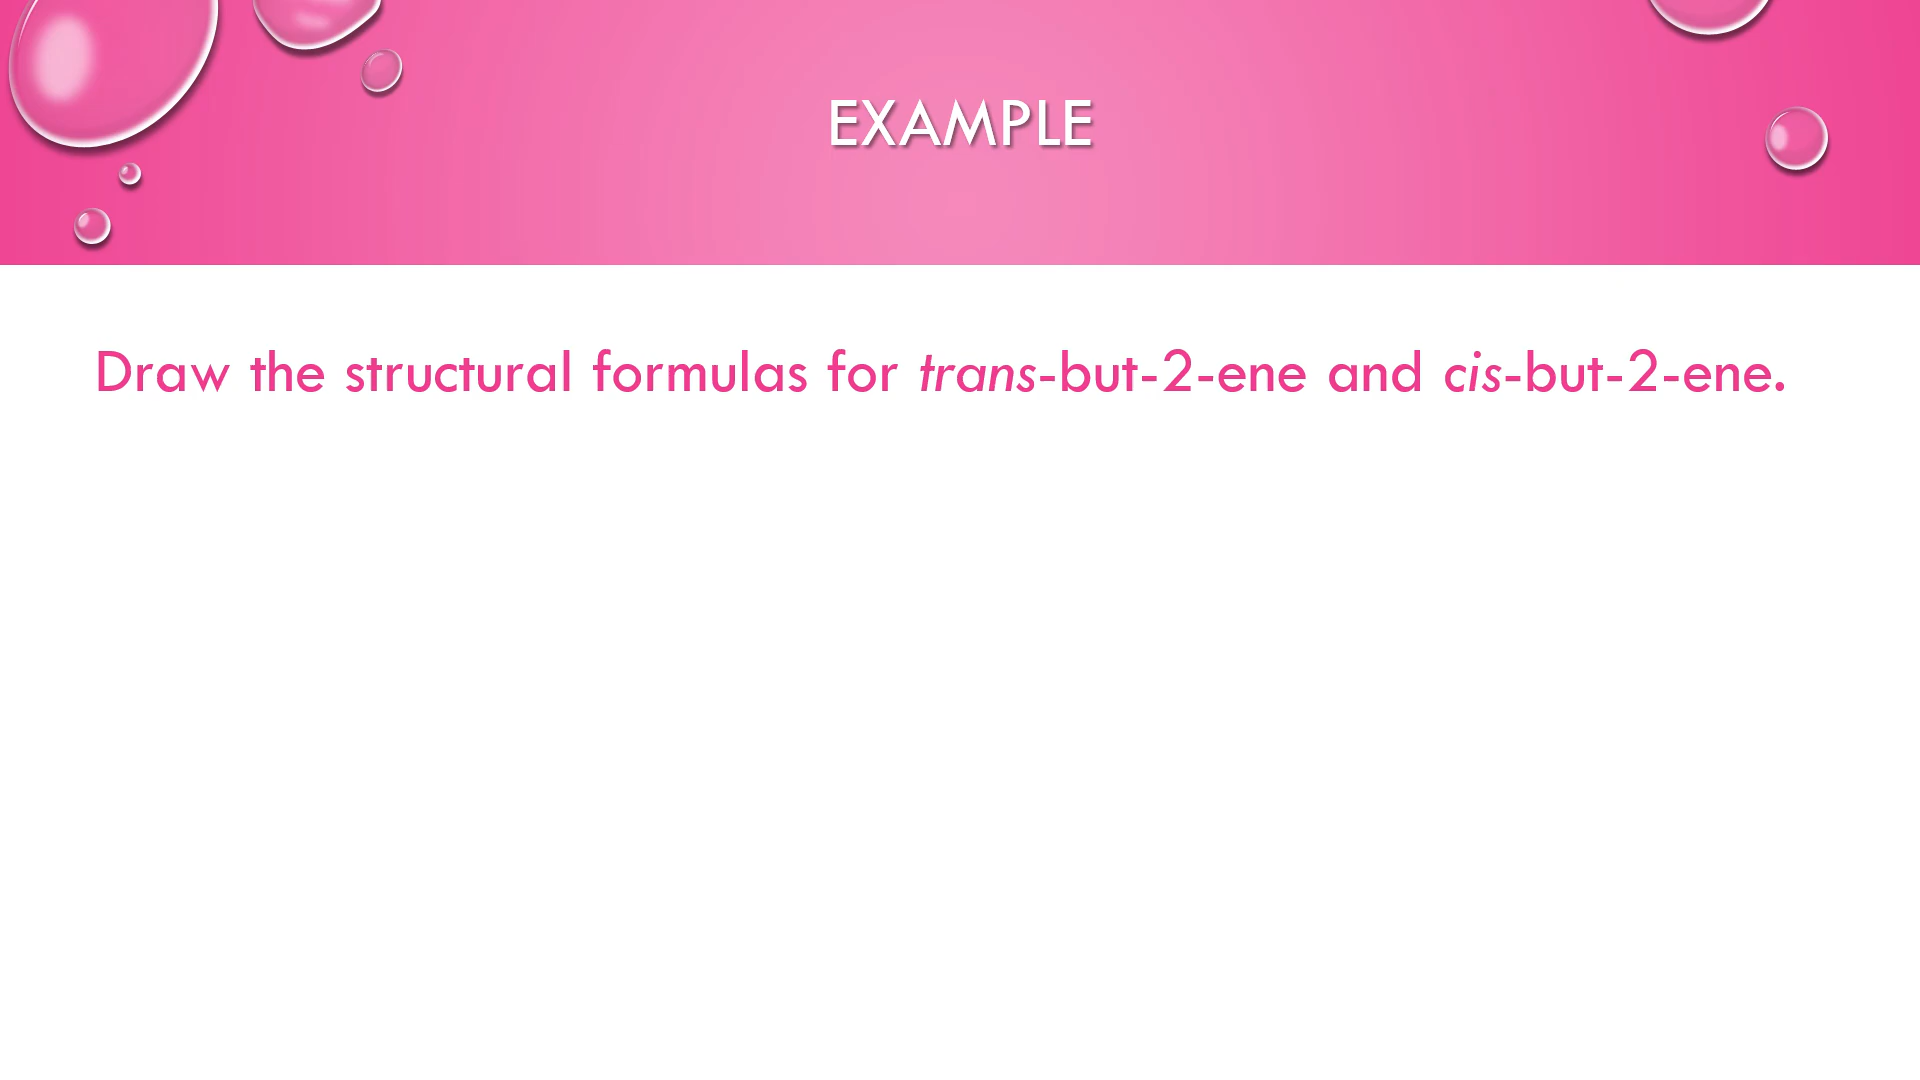 EXAMPLE
Draw the structural formulas for trans-but-2-ene and cis-but-2-ene.